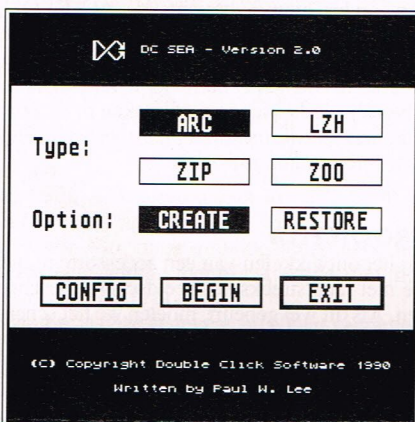 DC SEA - Version 2.0
ARC LZH
Type:
ZIP ZOO
Option: CREATE RESTORE
CONFIG BEGIN EXIT
(C) Copyright Double Click Software 1990
Written by Paul W. Lee